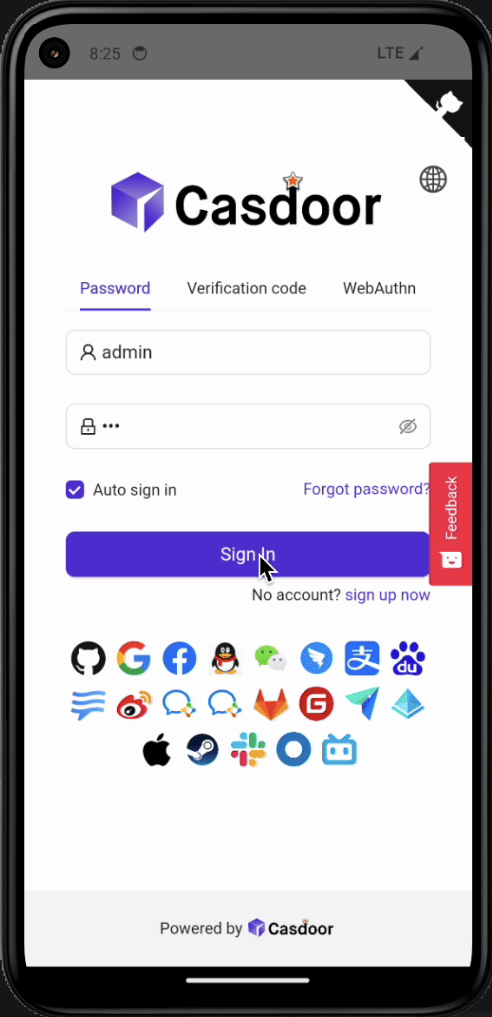 8:25 LTE
Casdoor
Password Verification code WebAuthn
admin
•••
Auto sign in Forgot password?
Feedback
Sign In
No account? sign up now
du
G
Powered by Casdoor